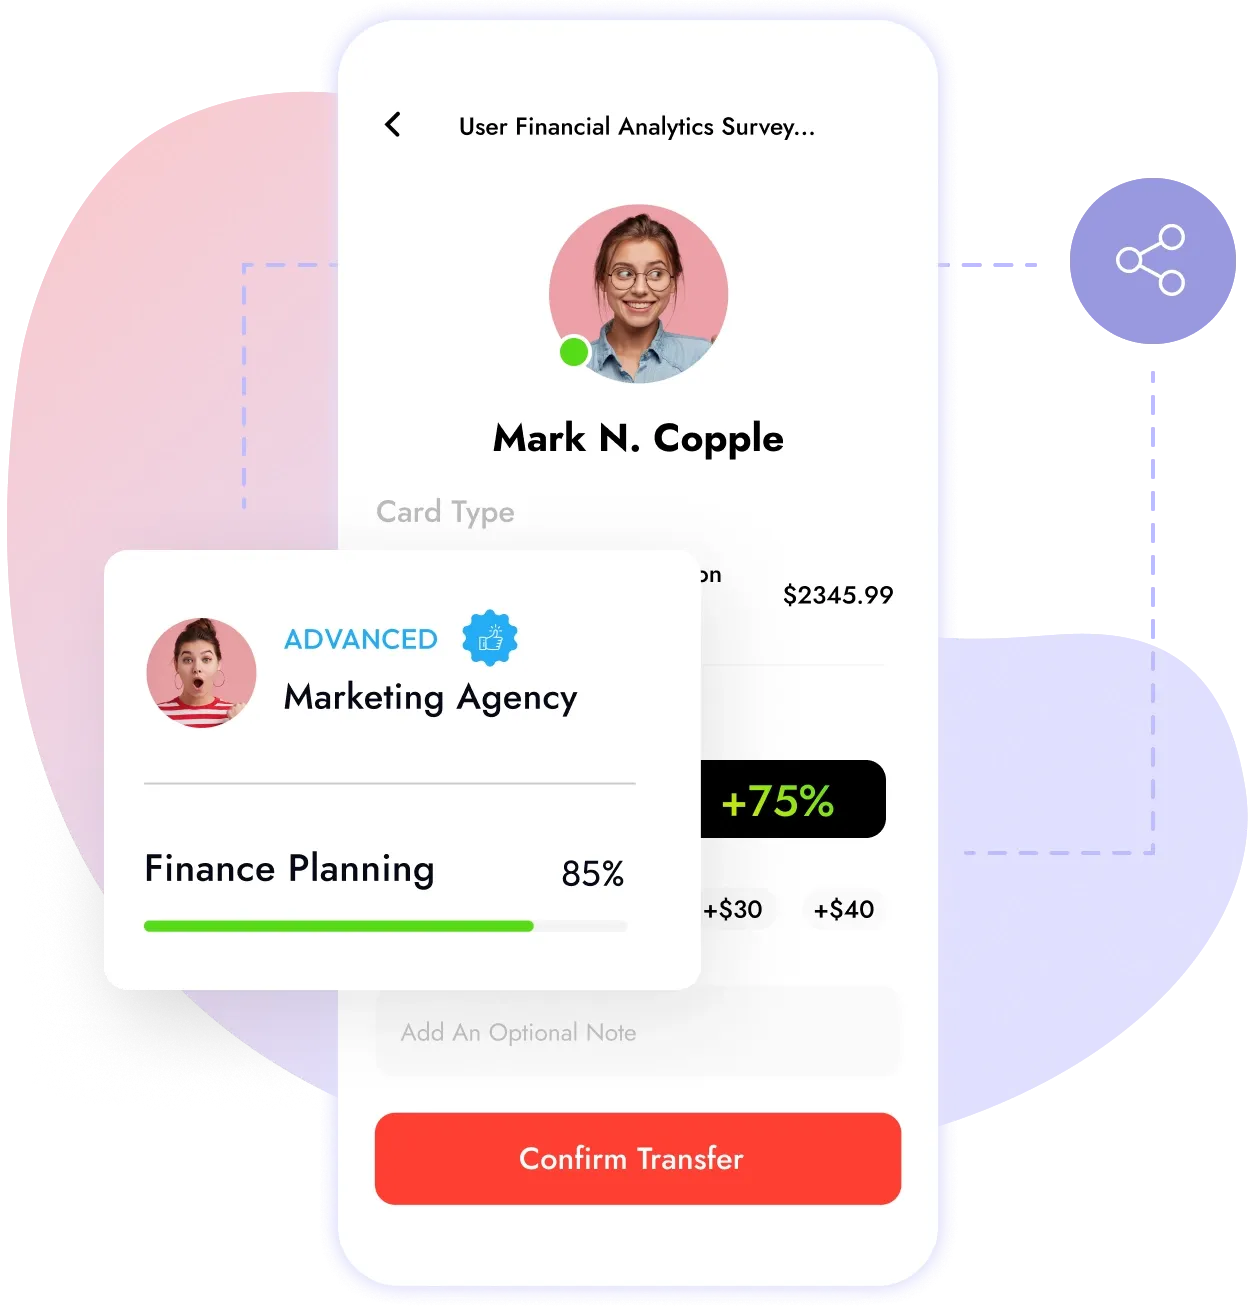 User Financial Analytics Survey...
Mark N. Copple
Card Type
$2345.99
ADVANCED
Marketing Agency
+75%
Finance Planning
85%
+$30
+$40
Add An Optional Note
Confirm Transfer